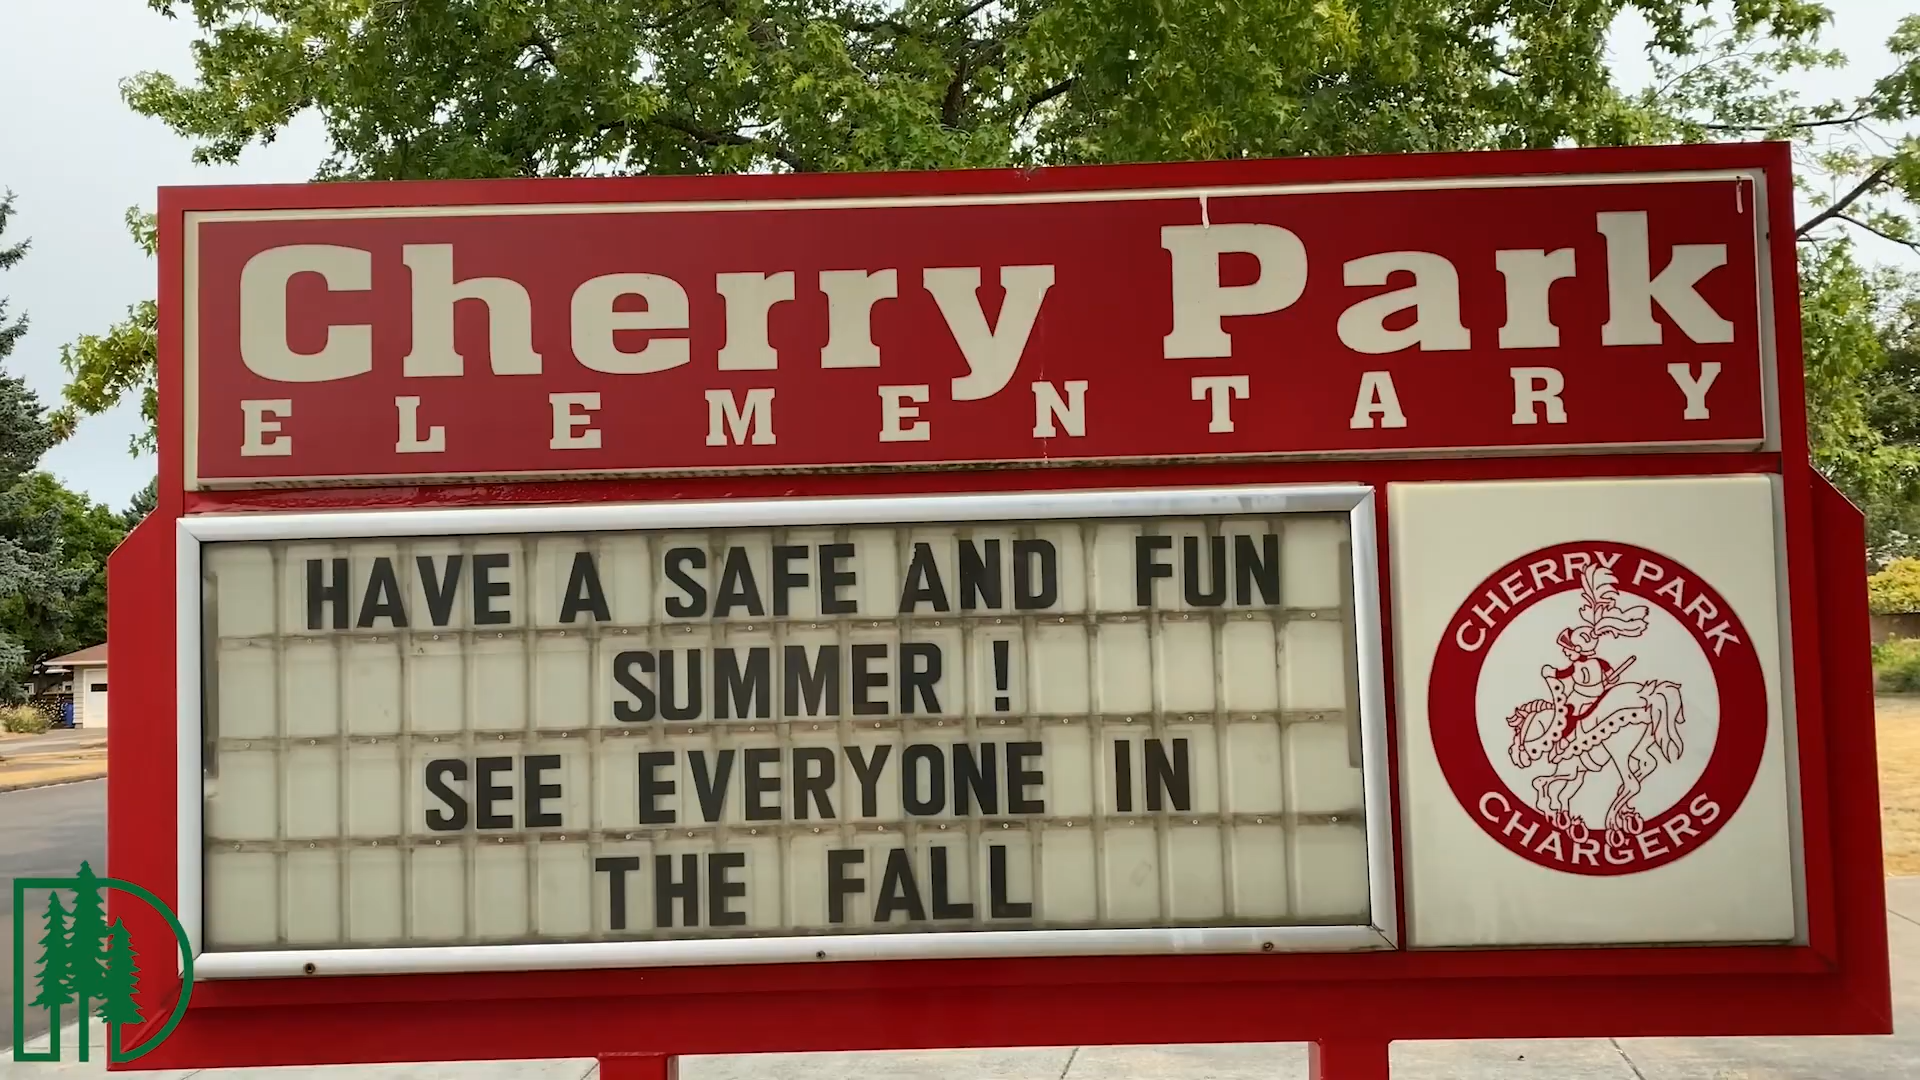 Cherry Park
ELEMENTARY
HAVE A SAFE AND FUN
SUMMER !
SEE EVERYONE IN
THE FALL
CHERRY PARK
CHARGERS